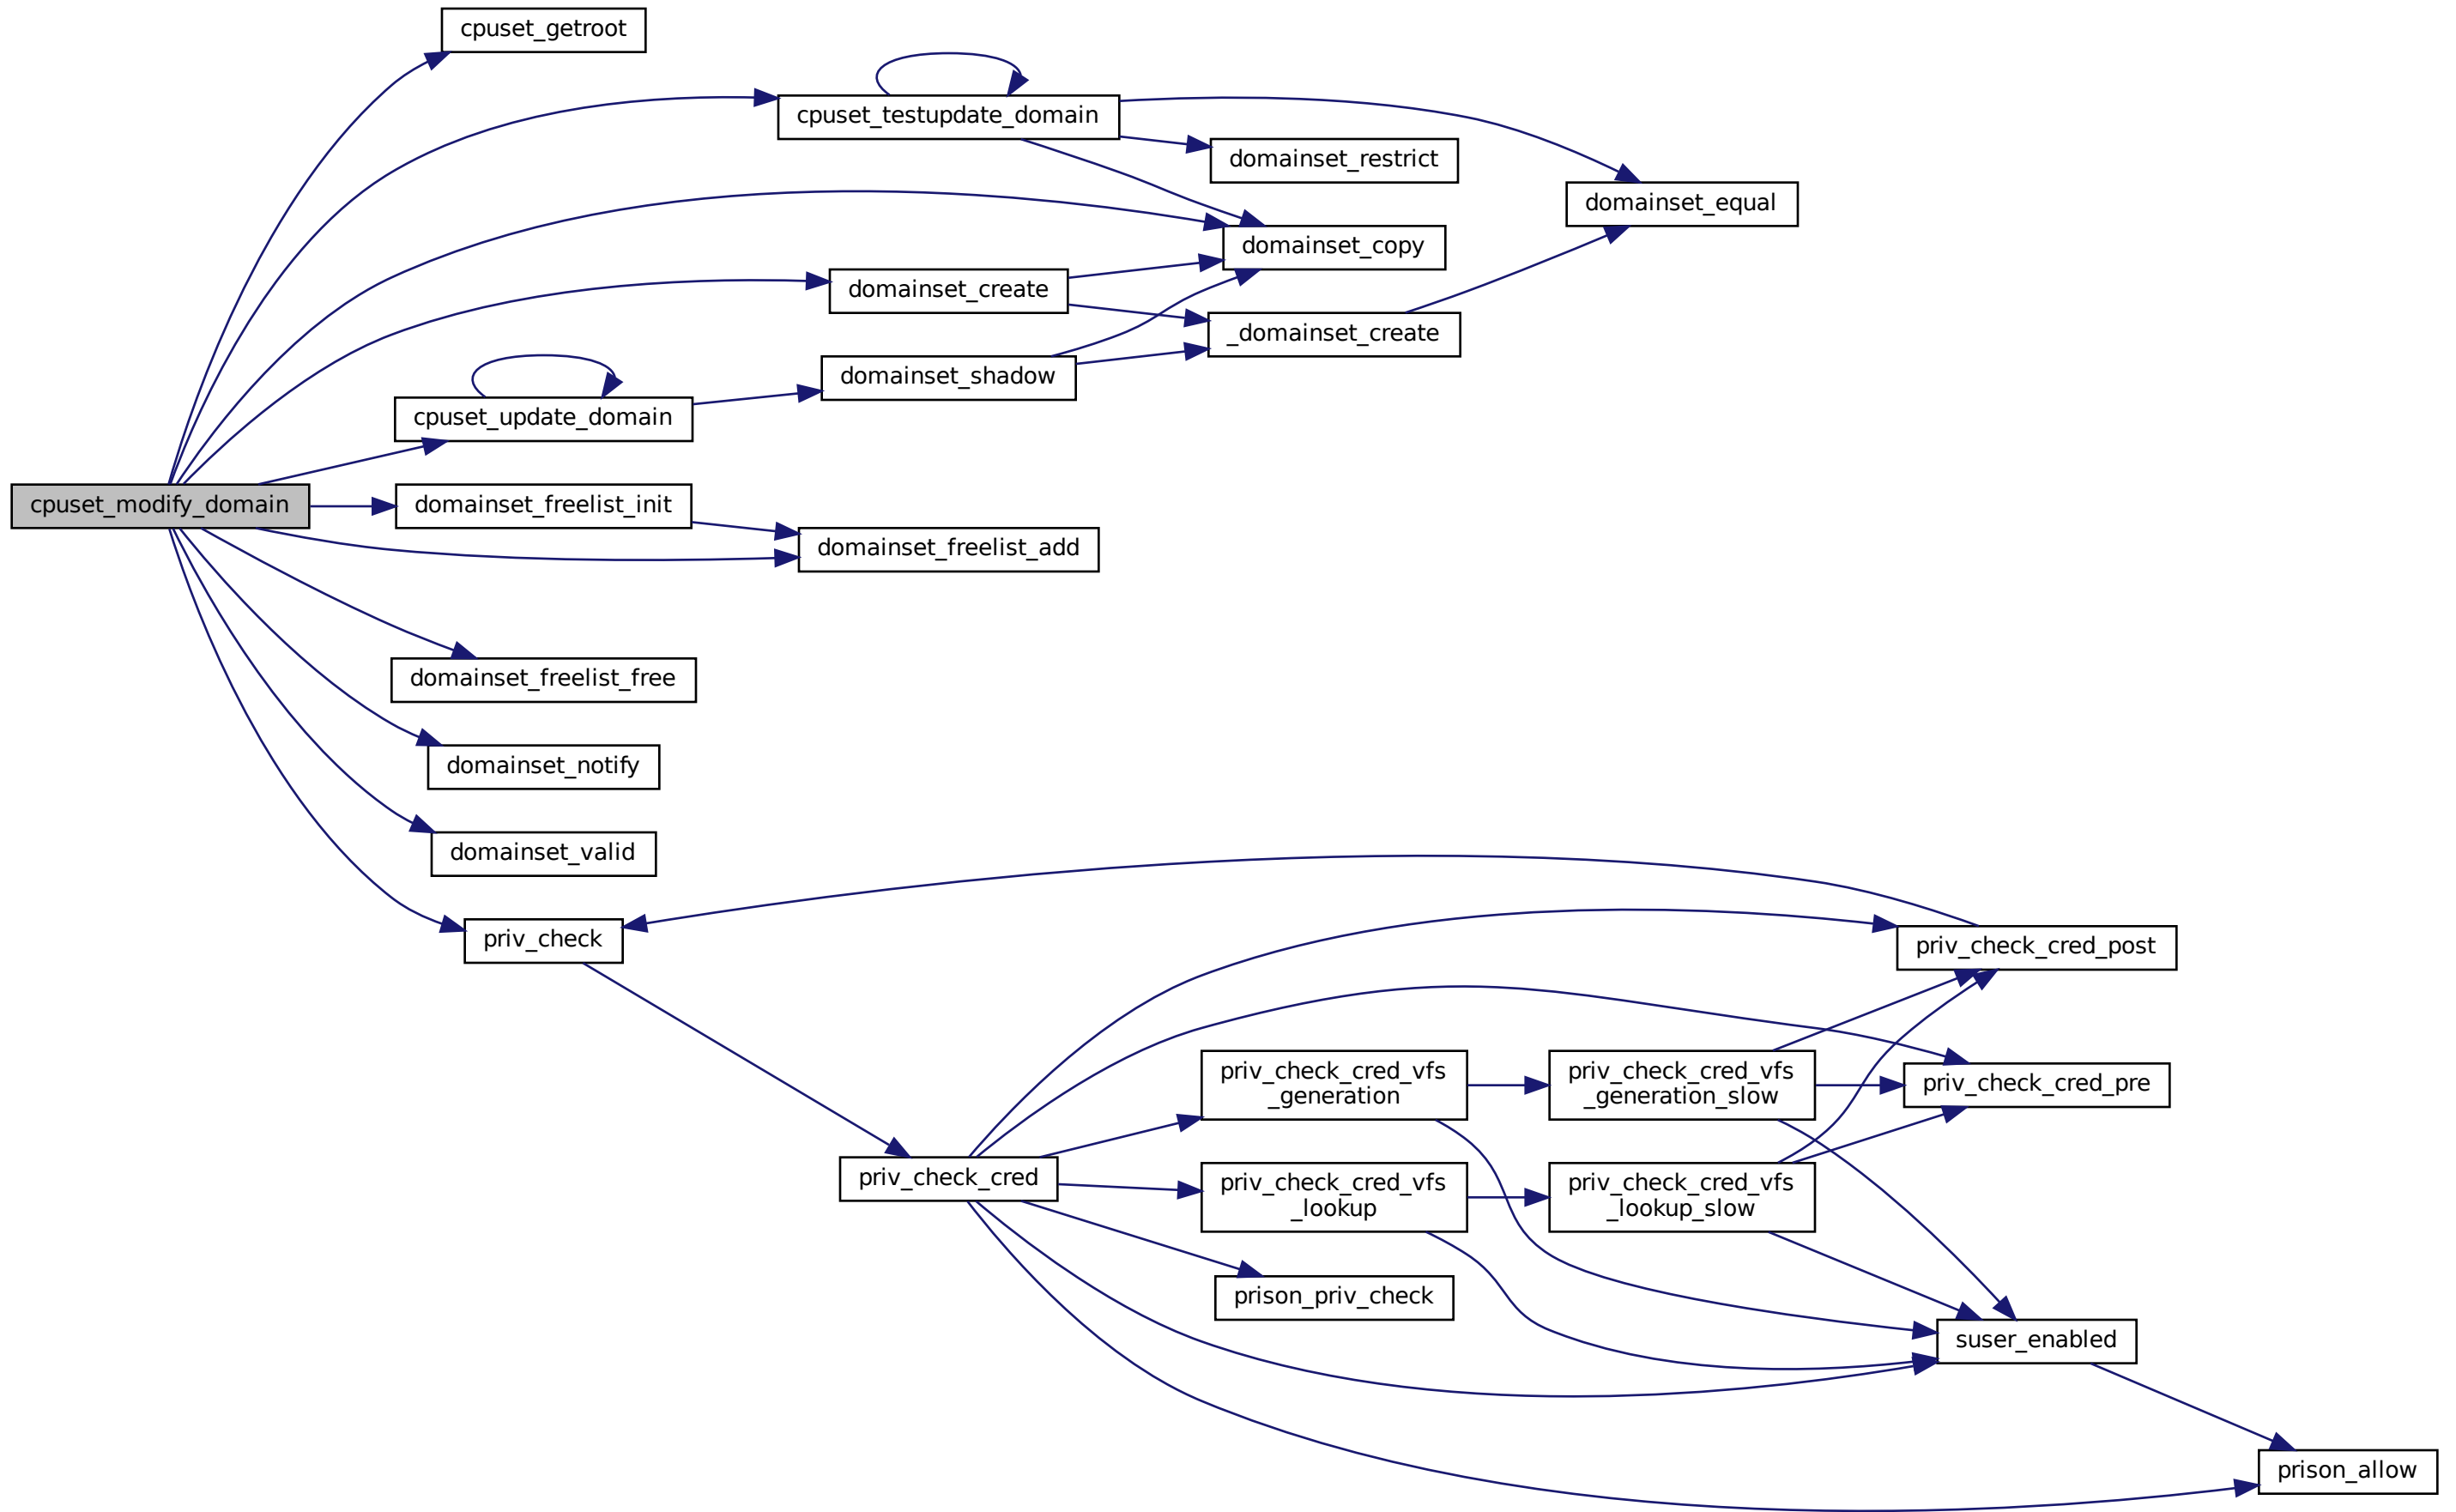 cpuset_getroot
cpuset_testupdate_domain
domainset_restrict
domainset_equal
domainset_copy
domainset_create
_domainset_create
domainset_shadow
cpuset_update_domain
cpuset_modify_domain
domainset_freelist_init
domainset_freelist_add
domainset_freelist_free
domainset_notify
domainset_valid
priv_check
priv_check_cred_post
priv_check_cred_vfs
_generation
priv_check_cred_vfs
_generation_slow
priv_check_cred_pre
priv_check_cred
priv_check_cred_vfs
_lookup
priv_check_cred_vfs
_lookup_slow
prison_priv_check
suser_enabled
prison_allow